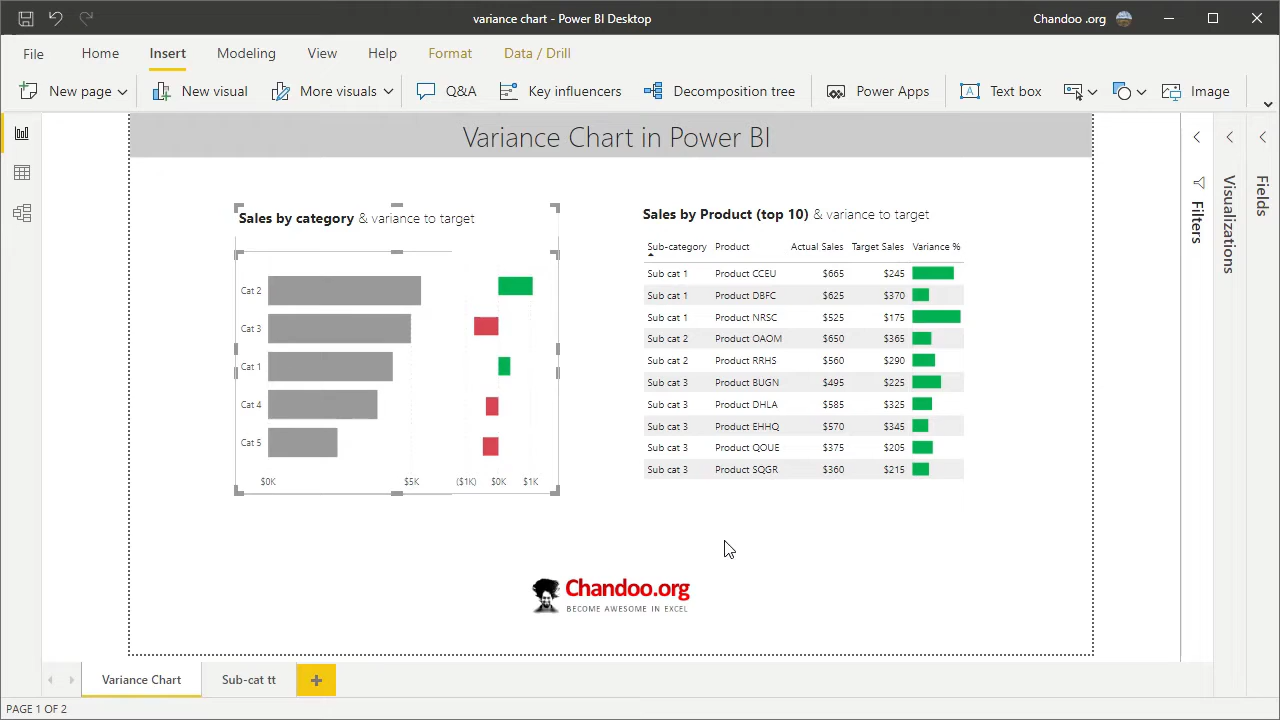 variance chart - Power BI Desktop
Chandoo .org
File Home Insert Modeling View Help Format Data / Drill
New page New visual More visuals Q&A Key influencers Decomposition tree Power Apps Text box Image
Variance Chart in Power BI
Sales by category & variance to target
Cat 2
Cat 3
Cat 1
Cat 4
Cat 5
$0K $5K ($1K) $0K $1K
Sales by Product (top 10) & variance to target
Sub-category Product Actual Sales Target Sales Variance %
Sub cat 1 Product CCEU $665 $245
Sub cat 1 Product DBFC $625 $370
Sub cat 1 Product NRSC $525 $175
Sub cat 2 Product OAOM $650 $365
Sub cat 2 Product RRHS $560 $290
Sub cat 3 Product BUGN $495 $225
Sub cat 3 Product DHLA $585 $325
Sub cat 3 Product EHHQ $570 $345
Sub cat 3 Product QOUE $375 $205
Sub cat 3 Product SQGR $360 $215
Chandoo.org
BECOME AWESOME IN EXCEL
Filters
Visualizations
Fields
Variance Chart Sub-cat tt
PAGE 1 OF 2